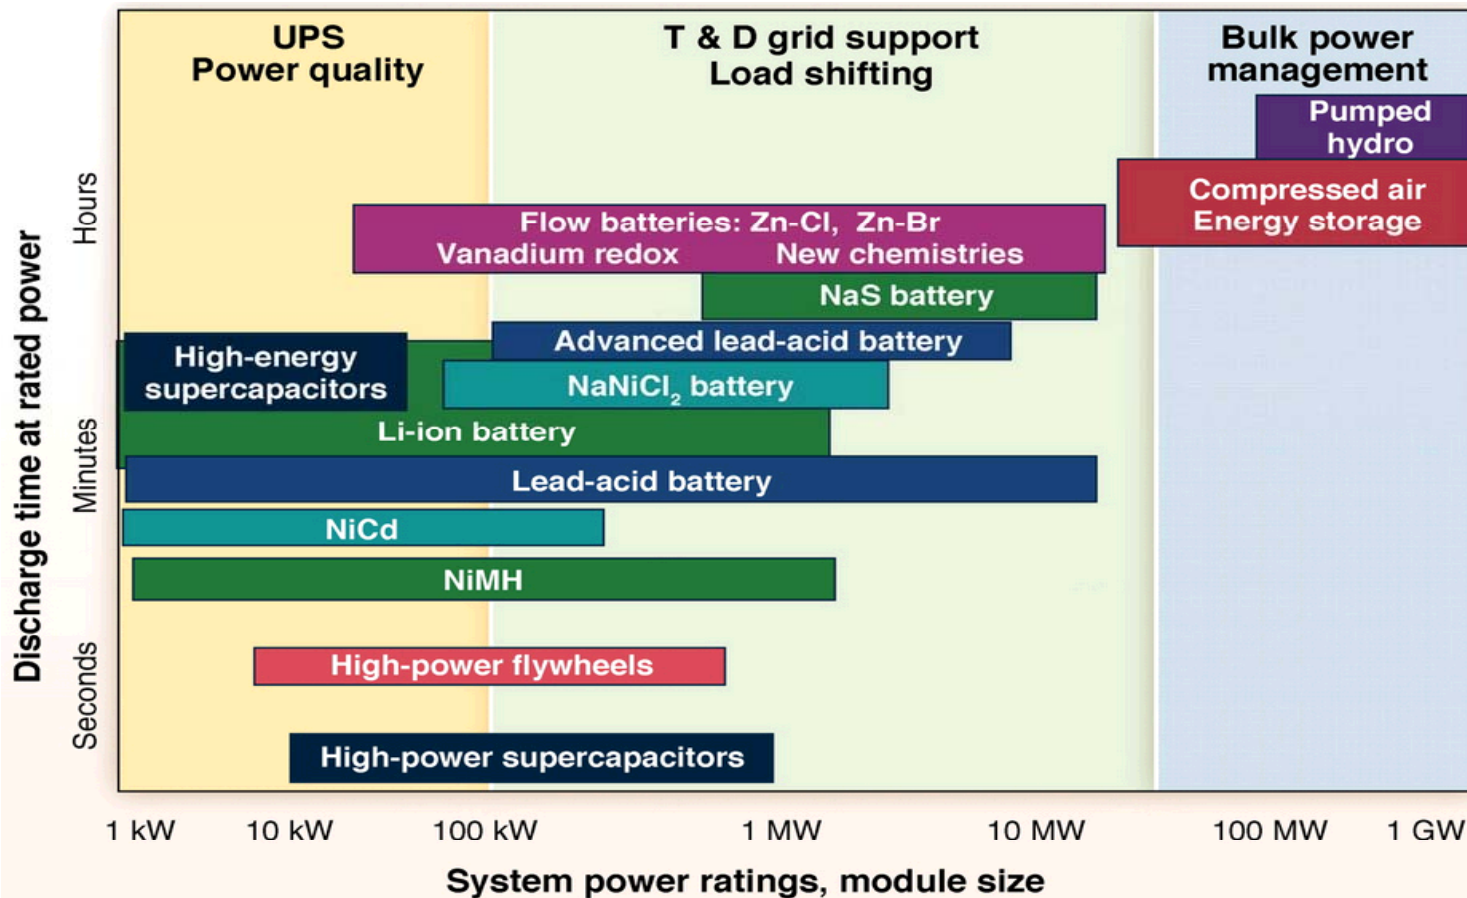 UPS
Power quality
T & D grid support
Load shifting
Bulk power
management
Pumped
hydro
Compressed air
Energy storage
Flow batteries: Zn-Cl, Zn-Br
Vanadium redox New chemistries
NaS battery
Advanced lead-acid battery
High-energy
supercapacitors
NaNiCl₂ battery
Li-ion battery
Lead-acid battery
NiCd
NiMH
High-power flywheels
High-power supercapacitors
Discharge time at rated power
Hours
Minutes
Seconds
1 kW 10 kW 100 kW 1 MW 10 MW 100 MW 1 GW
System power ratings, module size